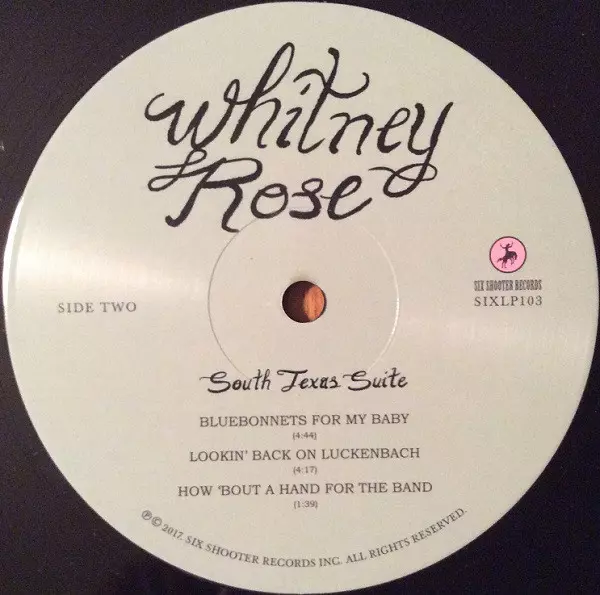 Whitney
Rose
SIX SHOOTER RECORDS
SIDE TWO
SIXLP103
South Texas Suite
BLUEBONNETS FOR MY BABY
(4:44)
LOOKIN' BACK ON LUCKENBACH
(4:17)
HOW 'BOUT A HAND FOR THE BAND
(1:39)
℗© 2017. SIX SHOOTER RECORDS INC. ALL RIGHTS RESERVED.